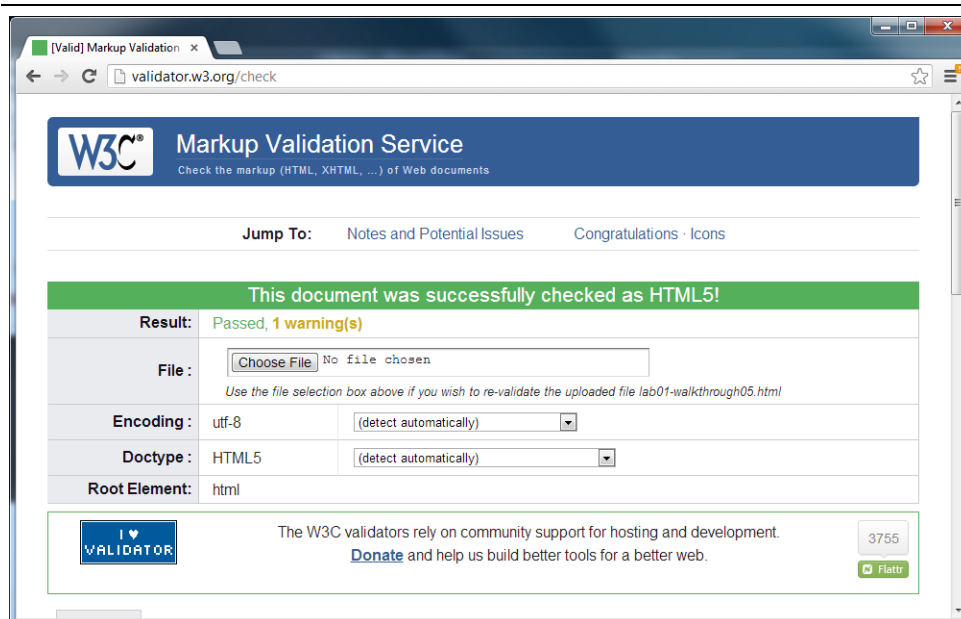 [Valid] Markup Validation ×
validator.w3.org/check
W3C®
Markup Validation Service
Check the markup (HTML, XHTML, ...) of Web documents
Jump To: Notes and Potential Issues Congratulations · Icons
This document was successfully checked as HTML5!
Result: Passed, 1 warning(s)
File : Choose File No file chosen
Use the file selection box above if you wish to re-validate the uploaded file lab01-walkthrough05.html
Encoding : utf-8 (detect automatically)
Doctype : HTML5 (detect automatically)
Root Element: html
I ♥
VALIDATOR
The W3C validators rely on community support for hosting and development.
Donate and help us build better tools for a better web.
3755
Flattr